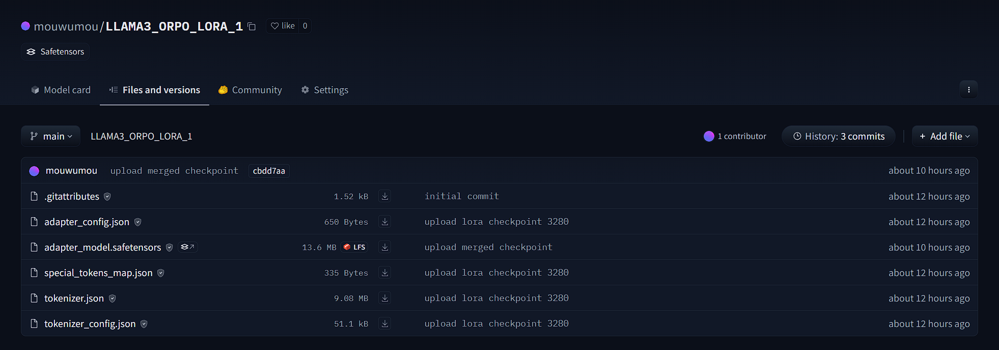 mouwumou/LLAMA3_ORPO_LORA_1 like 0
Safetensors
Model card Files and versions Community Settings
main LLAMA3_ORPO_LORA_1 1 contributor History: 3 commits + Add file
mouwumou upload merged checkpoint cbdd7aa about 10 hours ago
.gitattributes 1.52 kB initial commit about 12 hours ago
adapter_config.json 650 Bytes upload lora checkpoint 3280 about 12 hours ago
adapter_model.safetensors 13.6 MB LFS upload merged checkpoint about 10 hours ago
special_tokens_map.json 335 Bytes upload lora checkpoint 3280 about 12 hours ago
tokenizer.json 9.08 MB upload lora checkpoint 3280 about 12 hours ago
tokenizer_config.json 51.1 kB upload lora checkpoint 3280 about 12 hours ago